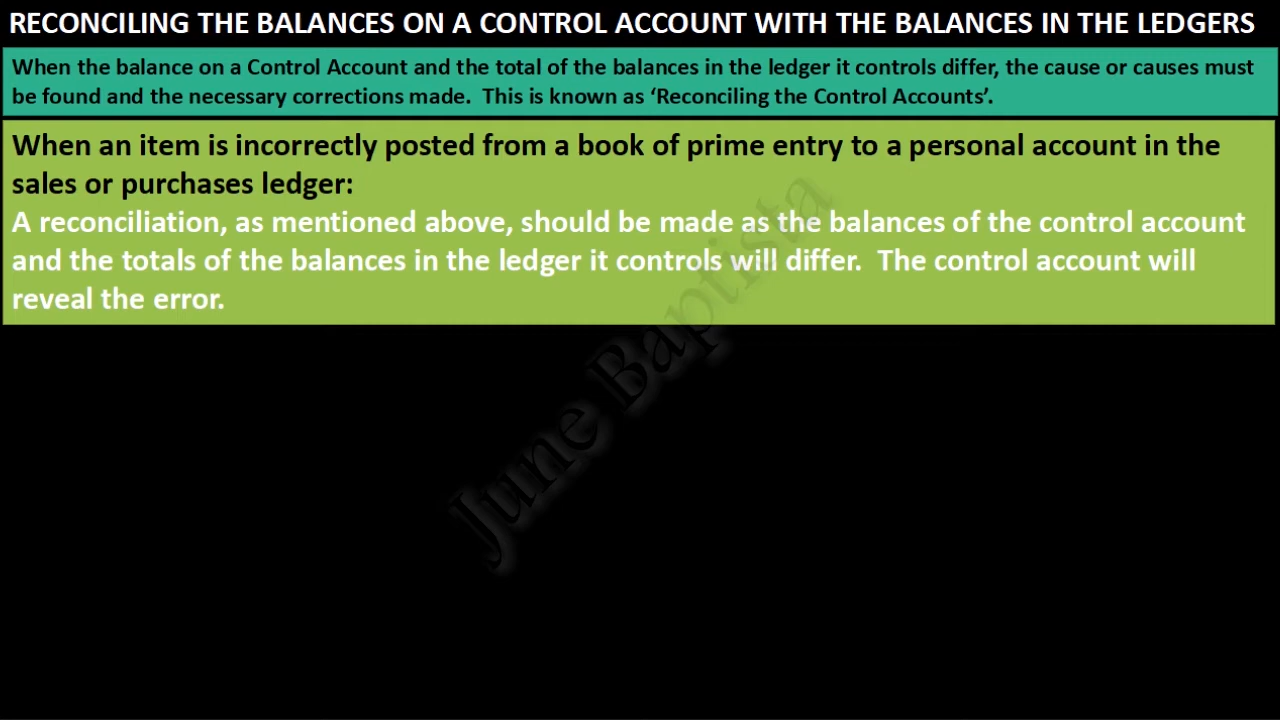 RECONCILING THE BALANCES ON A CONTROL ACCOUNT WITH THE BALANCES IN THE LEDGERS
When the balance on a Control Account and the total of the balances in the ledger it controls differ, the cause or causes must
be found and the necessary corrections made.  This is known as ‘Reconciling the Control Accounts’.
When an item is incorrectly posted from a book of prime entry to a personal account in the
sales or purchases ledger:
A reconciliation, as mentioned above, should be made as the balances of the control account
and the totals of the balances in the ledger it controls will differ.  The control account will
reveal the error.
June Baptista